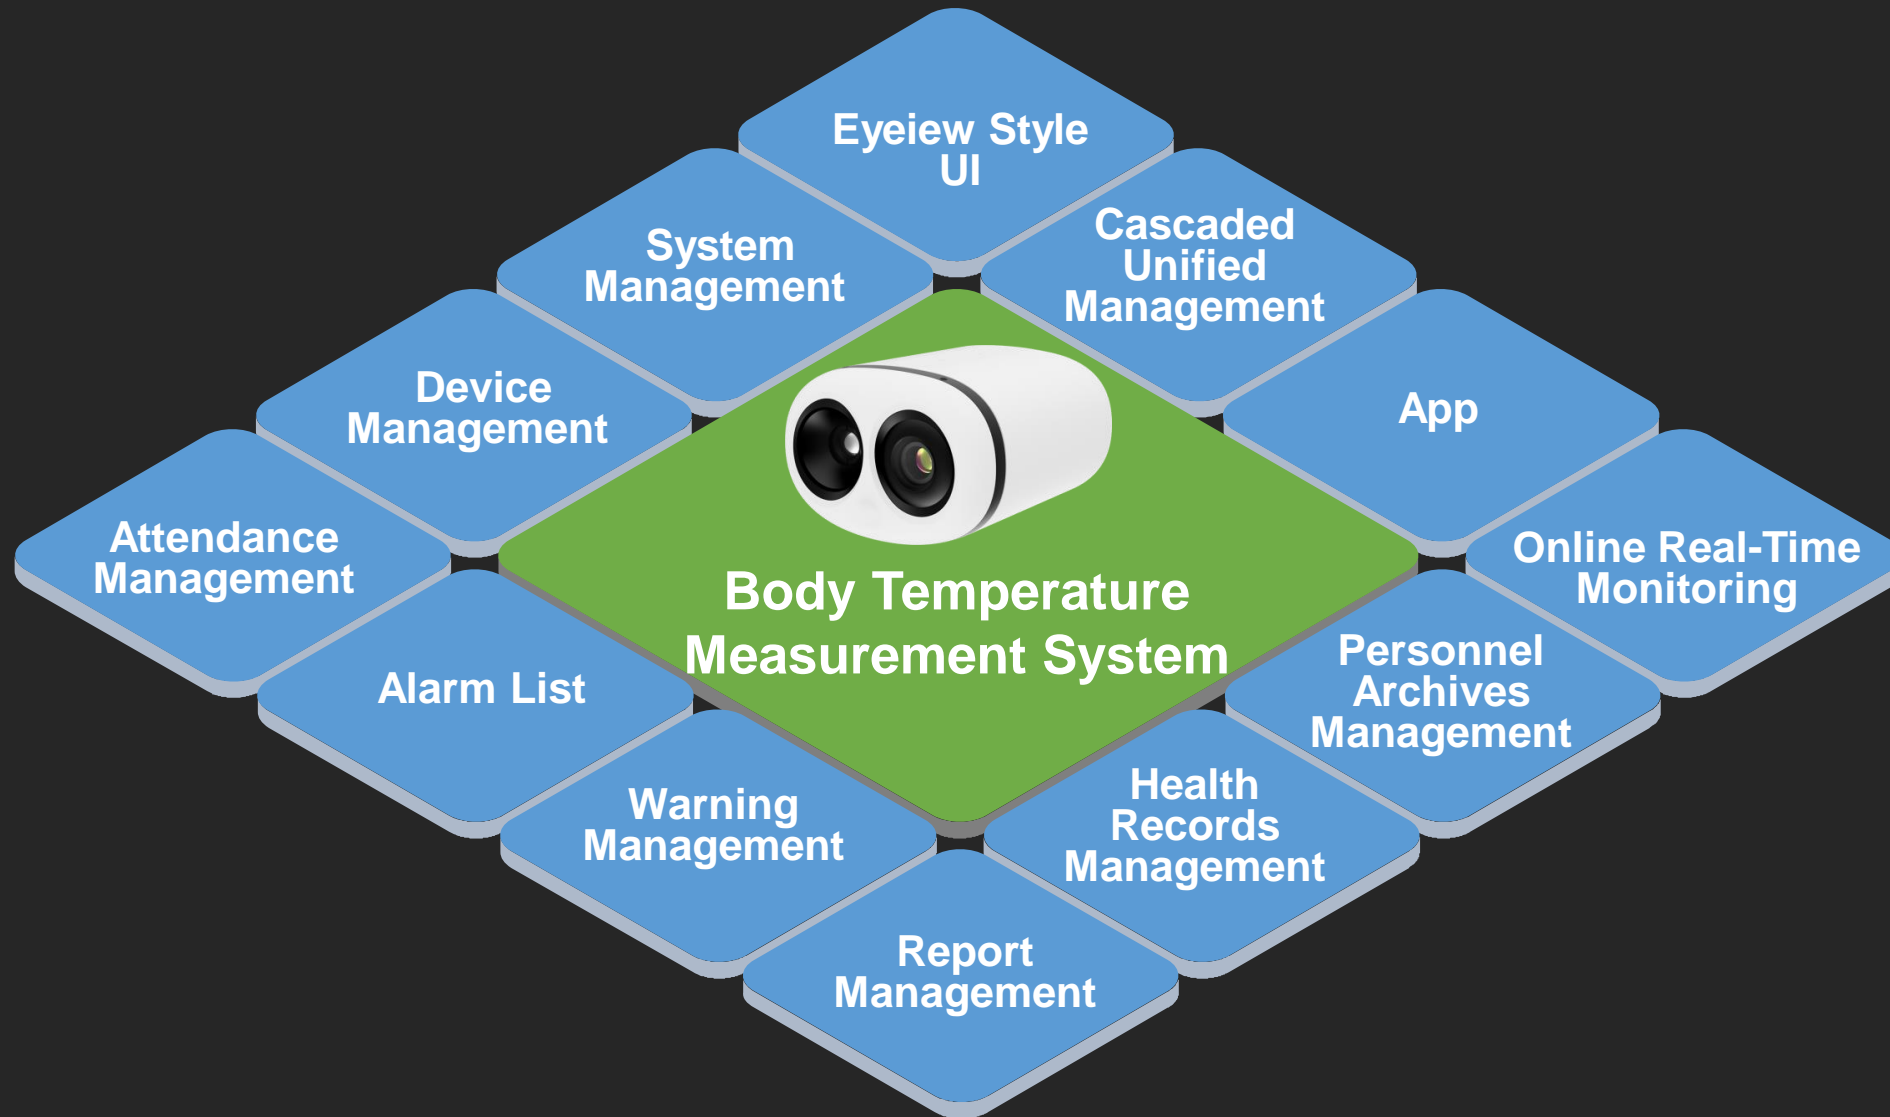 Eyeiew Style
UI
System
Management
Cascaded
Unified
Management
Device
Management
App
Attendance
Management
Online Real-Time
Monitoring
Body Temperature
Measurement System
Alarm List
Personnel
Archives
Management
Warning
Management
Health
Records
Management
Report
Management